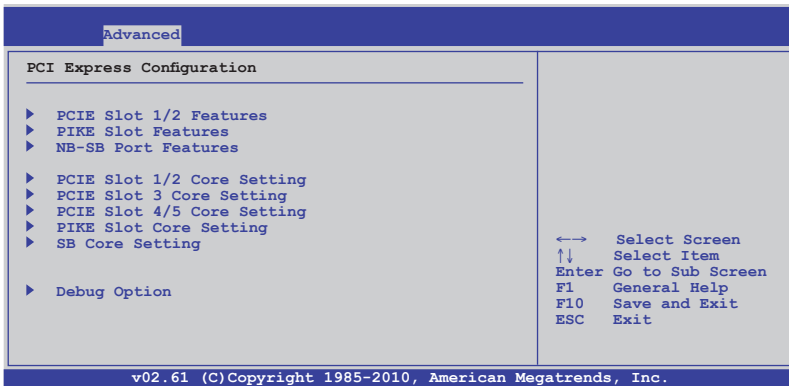 Advanced
PCI Express Configuration
PCIE Slot 1/2 Features
PIKE Slot Features
NB-SB Port Features
PCIE Slot 1/2 Core Setting
PCIE Slot 3 Core Setting
PCIE Slot 4/5 Core Setting
PIKE Slot Core Setting
SB Core Setting
Debug Option
←→ Select Screen
↑↓ Select Item
Enter Go to Sub Screen
F1 General Help
F10 Save and Exit
ESC Exit
v02.61 (C)Copyright 1985-2010, American Megatrends, Inc.